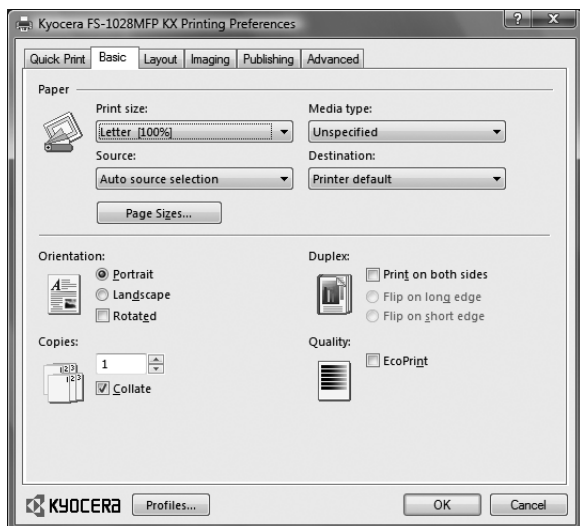 Kyocera FS-1028MFP KX Printing Preferences
? X
Quick Print Basic Layout Imaging Publishing Advanced
Paper
Print size: Media type:
Letter [100%] Unspecified
Source: Destination:
Auto source selection Printer default
Page Sizes...
Orientation: Duplex:
Portrait Print on both sides
Landscape Flip on long edge
Rotated Flip on short edge
Copies: Quality:
1 EcoPrint
Collate
KYOCERA Profiles... OK Cancel